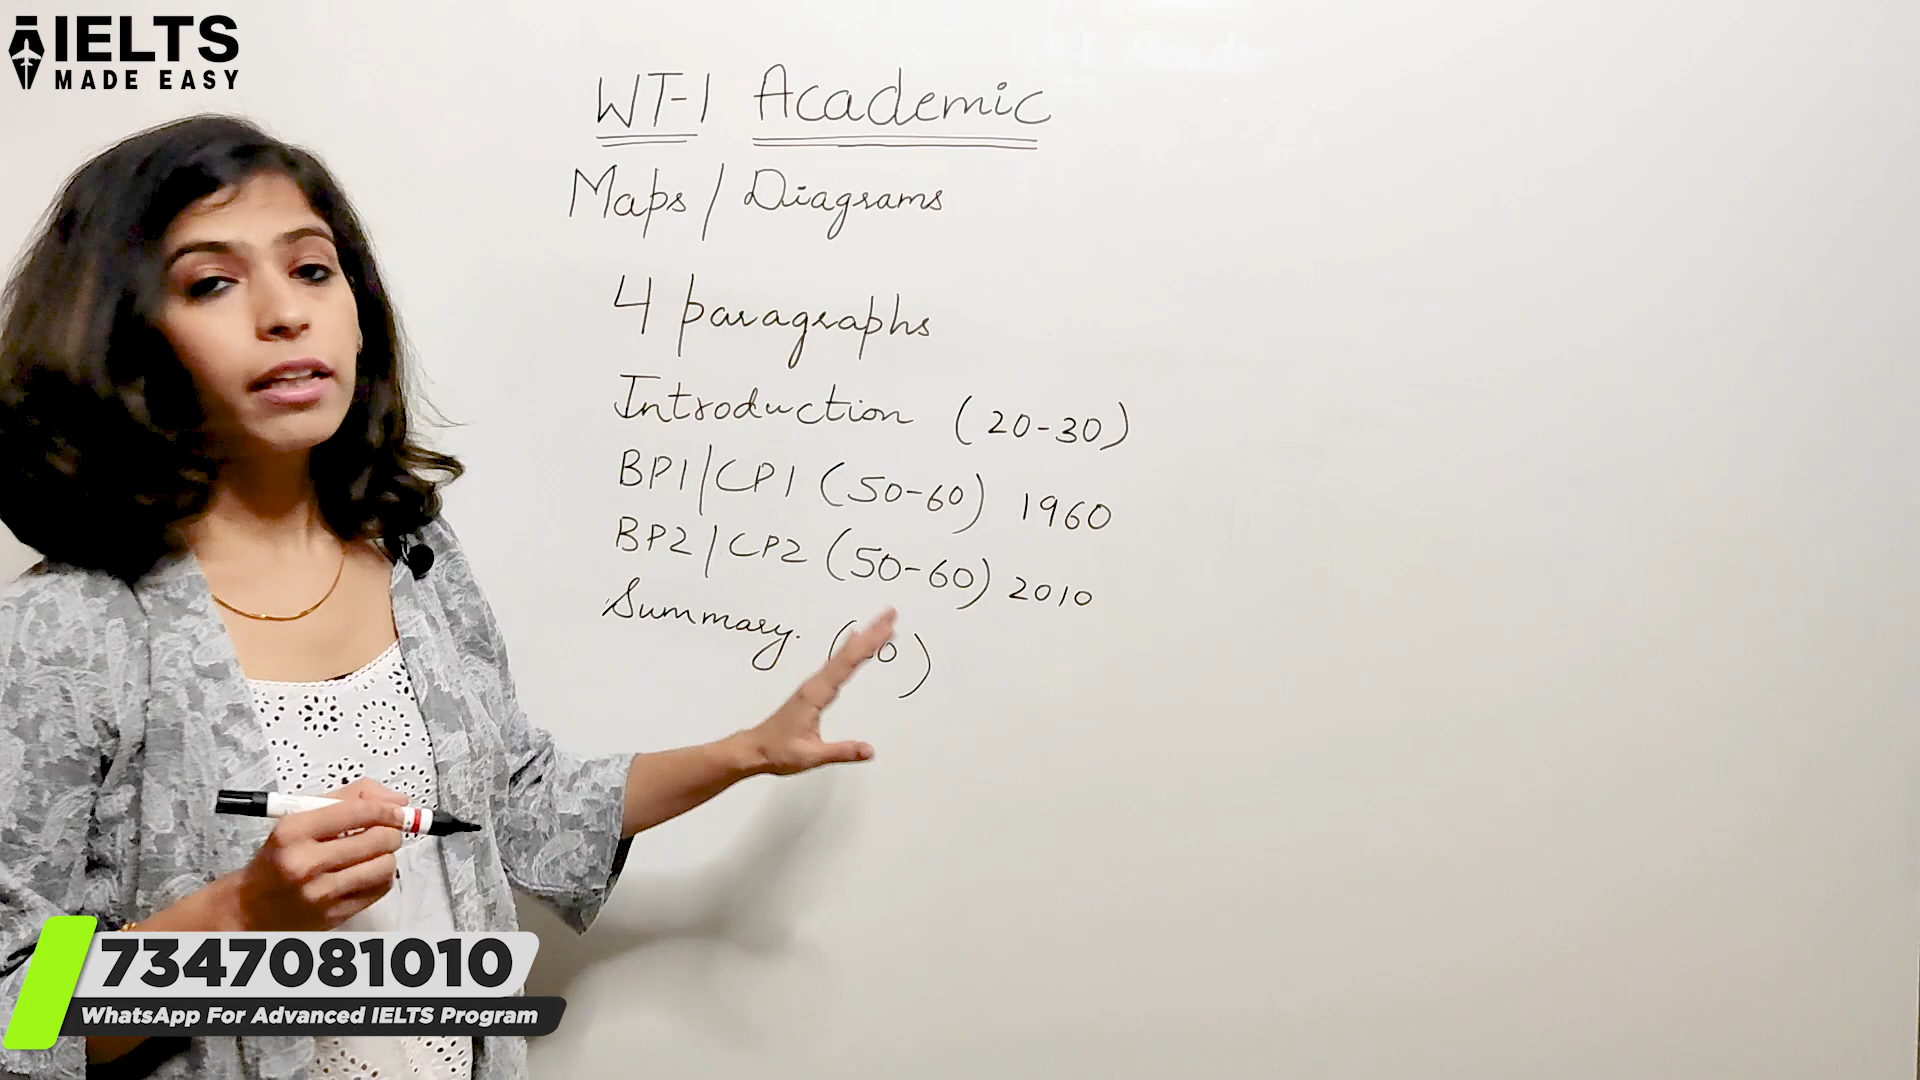 IELTS
MADE EASY
WT-1 Academic
Maps / Diagrams
4 paragraphs
Introduction (20-30)
BP1/CP1 (50-60) 1960
BP2/CP2 (50-60) 2010
Summary.
7347081010
WhatsApp For Advanced IELTS Program